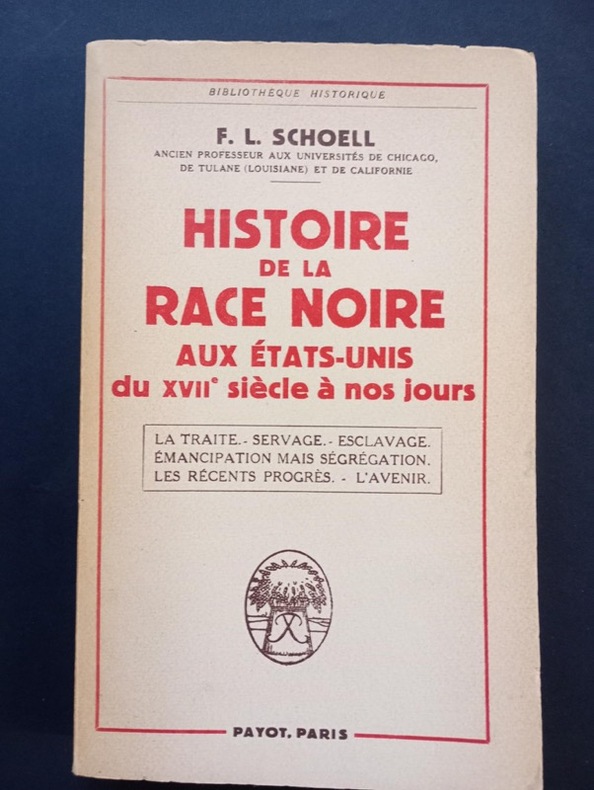 BIBLIOTHÈQUE HISTORIQUE
F. L. SCHOELL
ANCIEN PROFESSEUR AUX UNIVERSITÉS DE CHICAGO,
DE TULANE (LOUISIANE) ET DE CALIFORNIE
HISTOIRE
DE LA
RACE NOIRE
AUX ÉTATS-UNIS
du XVIIe siècle à nos jours
LA TRAITE.- SERVAGE.- ESCLAVAGE.
ÉMANCIPATION MAIS SÉGRÉGATION.
LES RÉCENTS PROGRÈS. - L'AVENIR.
PAYOT, PARIS